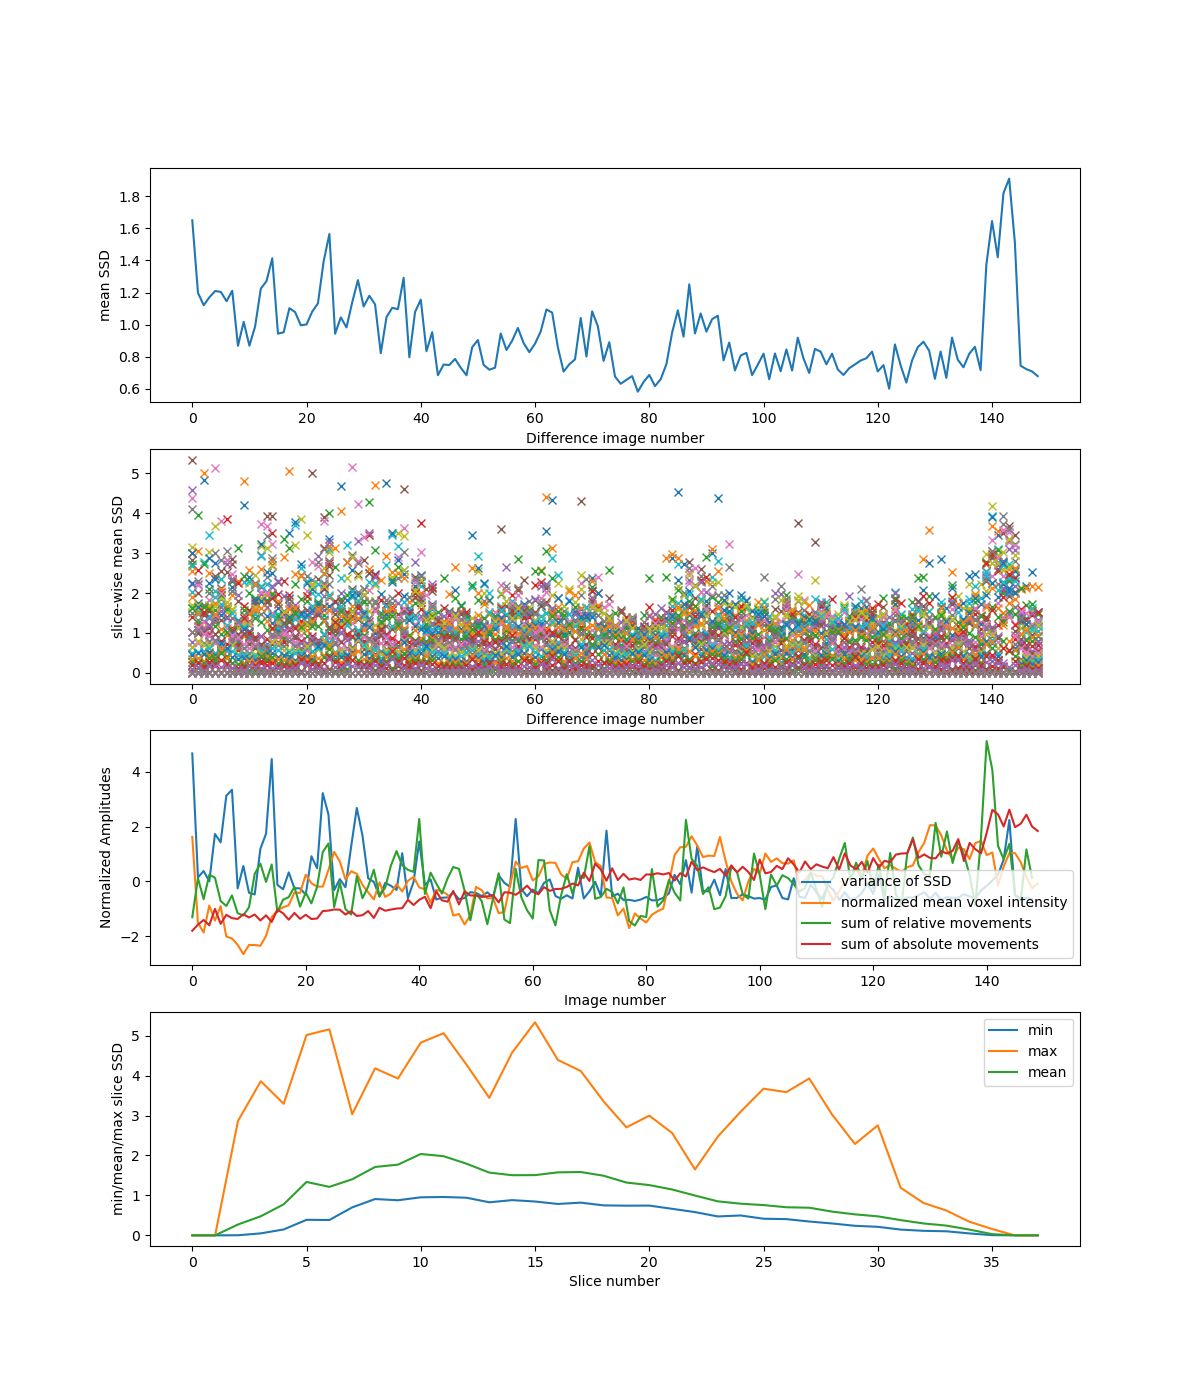 1.8
1.6
1.4
1.2
1.0
0.8
0.6
mean SSD
0 20 40 60 80 100 120 140
Difference image number
5
4
3
2
1
0
slice-wise mean SSD
0 20 40 60 80 100 120 140
Difference image number
4
2
0
−2
Normalized Amplitudes
variance of SSD
normalized mean voxel intensity
sum of relative movements
sum of absolute movements
0 20 40 60 80 100 120 140
Image number
5
4
3
2
1
0
min/mean/max slice SSD
min
max
mean
0 5 10 15 20 25 30 35
Slice number